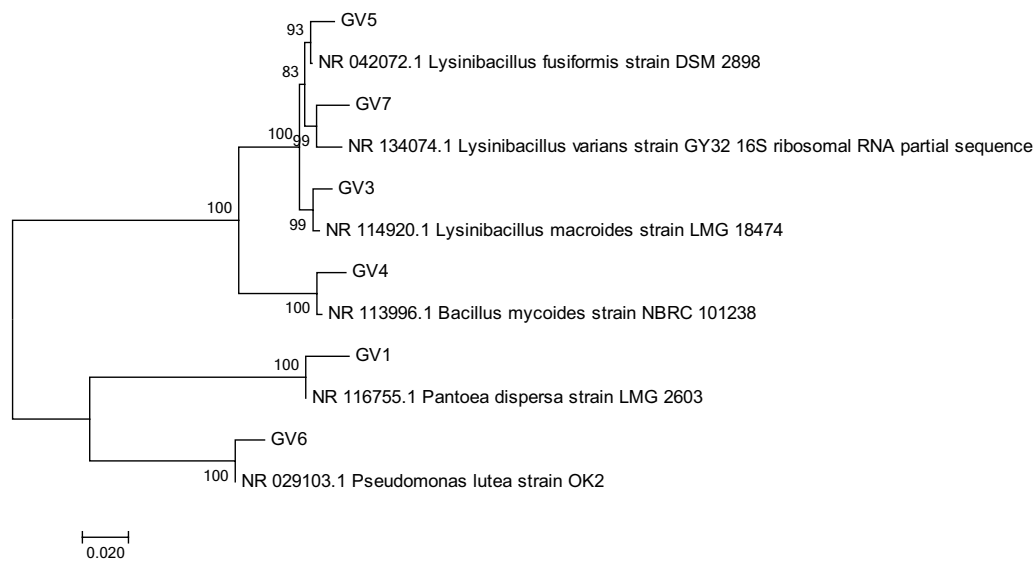 GV5
93
NR 042072.1 Lysinibacillus fusiformis strain DSM 2898
83
GV7
100
99
NR 134074.1 Lysinibacillus varians strain GY32 16S ribosomal RNA partial sequence
GV3
100
99
NR 114920.1 Lysinibacillus macroides strain LMG 18474
GV4
100
NR 113996.1 Bacillus mycoides strain NBRC 101238
GV1
100
NR 116755.1 Pantoea dispersa strain LMG 2603
GV6
100
NR 029103.1 Pseudomonas lutea strain OK2
0.020